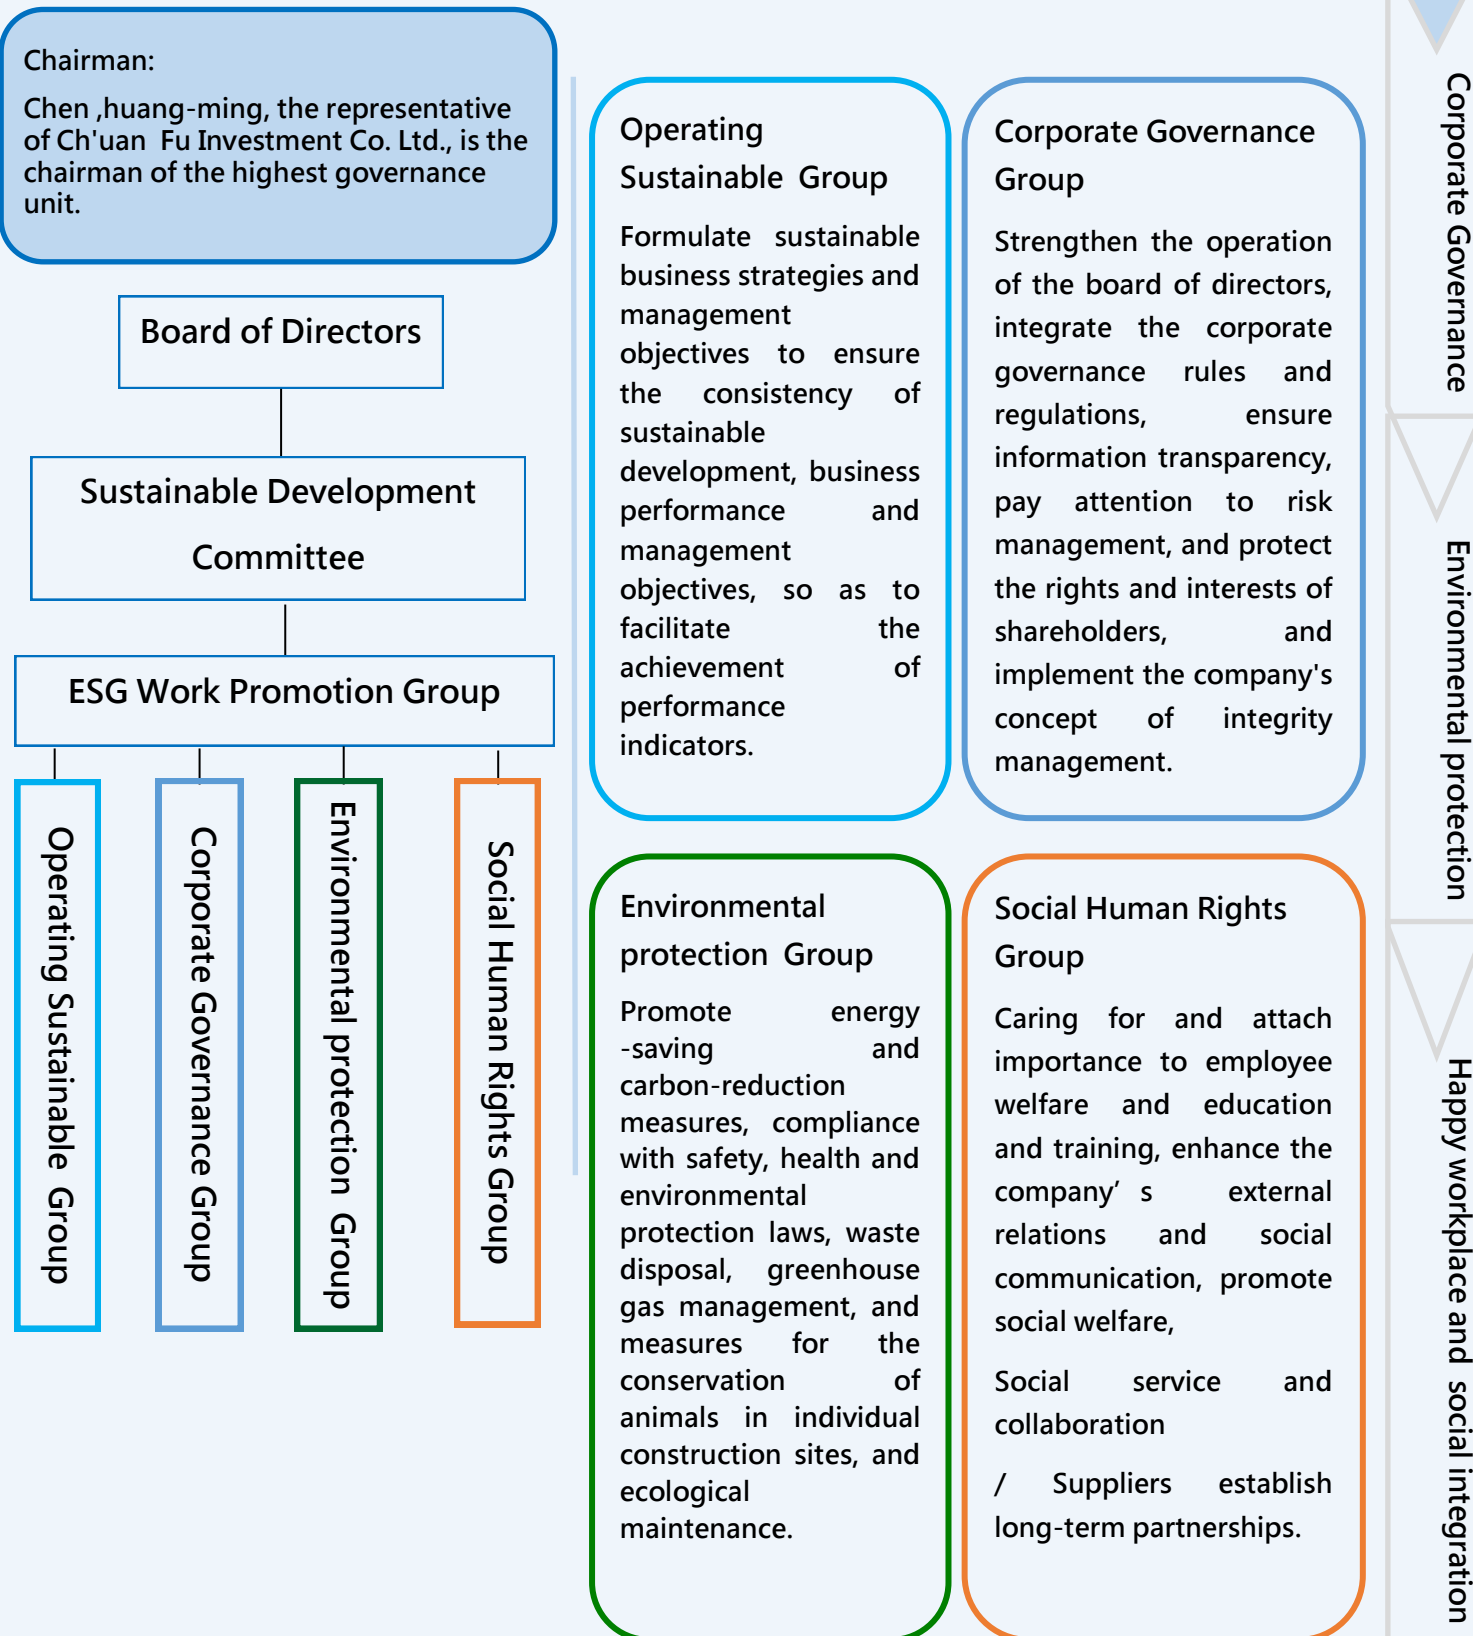 Chairman:
Chen ,huang-ming, the representative
of Ch'uan Fu Investment Co. Ltd., is the
chairman of the highest governance
unit.
Board of Directors
Sustainable Development
Committee
ESG Work Promotion Group
Operating Sustainable Group
Corporate Governance Group
Environmental protection Group
Social Human Rights Group
Operating
Sustainable Group
Formulate sustainable
business strategies and
management
objectives to ensure
the consistency of
sustainable
development, business
performance and
management
objectives, so as to
facilitate the
achievement of
performance
indicators.
Corporate Governance
Group
Strengthen the operation
of the board of directors,
integrate the corporate
governance rules and
regulations, ensure
information transparency,
pay attention to risk
management, and protect
the rights and interests of
shareholders, and
implement the company's
concept of integrity
management.
Environmental
protection Group
Promote energy
-saving and
carbon-reduction
measures, compliance
with safety, health and
environmental
protection laws, waste
disposal, greenhouse
gas management, and
measures for the
conservation of
animals in individual
construction sites, and
ecological
maintenance.
Social Human Rights
Group
Caring for and attach
importance to employee
welfare and education
and training, enhance the
company’ s external
relations and social
communication, promote
social welfare,
Social service and
collaboration
/ Suppliers establish
long-term partnerships.
Corporate Governance
Environmental protection
Happy workplace and social integration